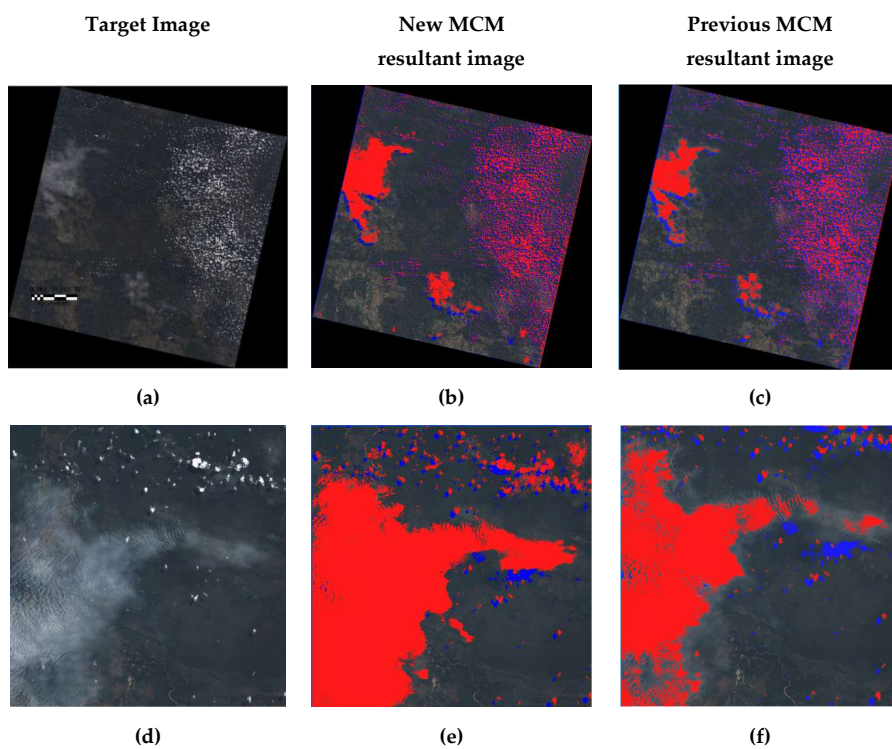 Target Image
New MCM
resultant image
Previous MCM
resultant image
(a)
(b)
(c)
(d)
(e)
(f)